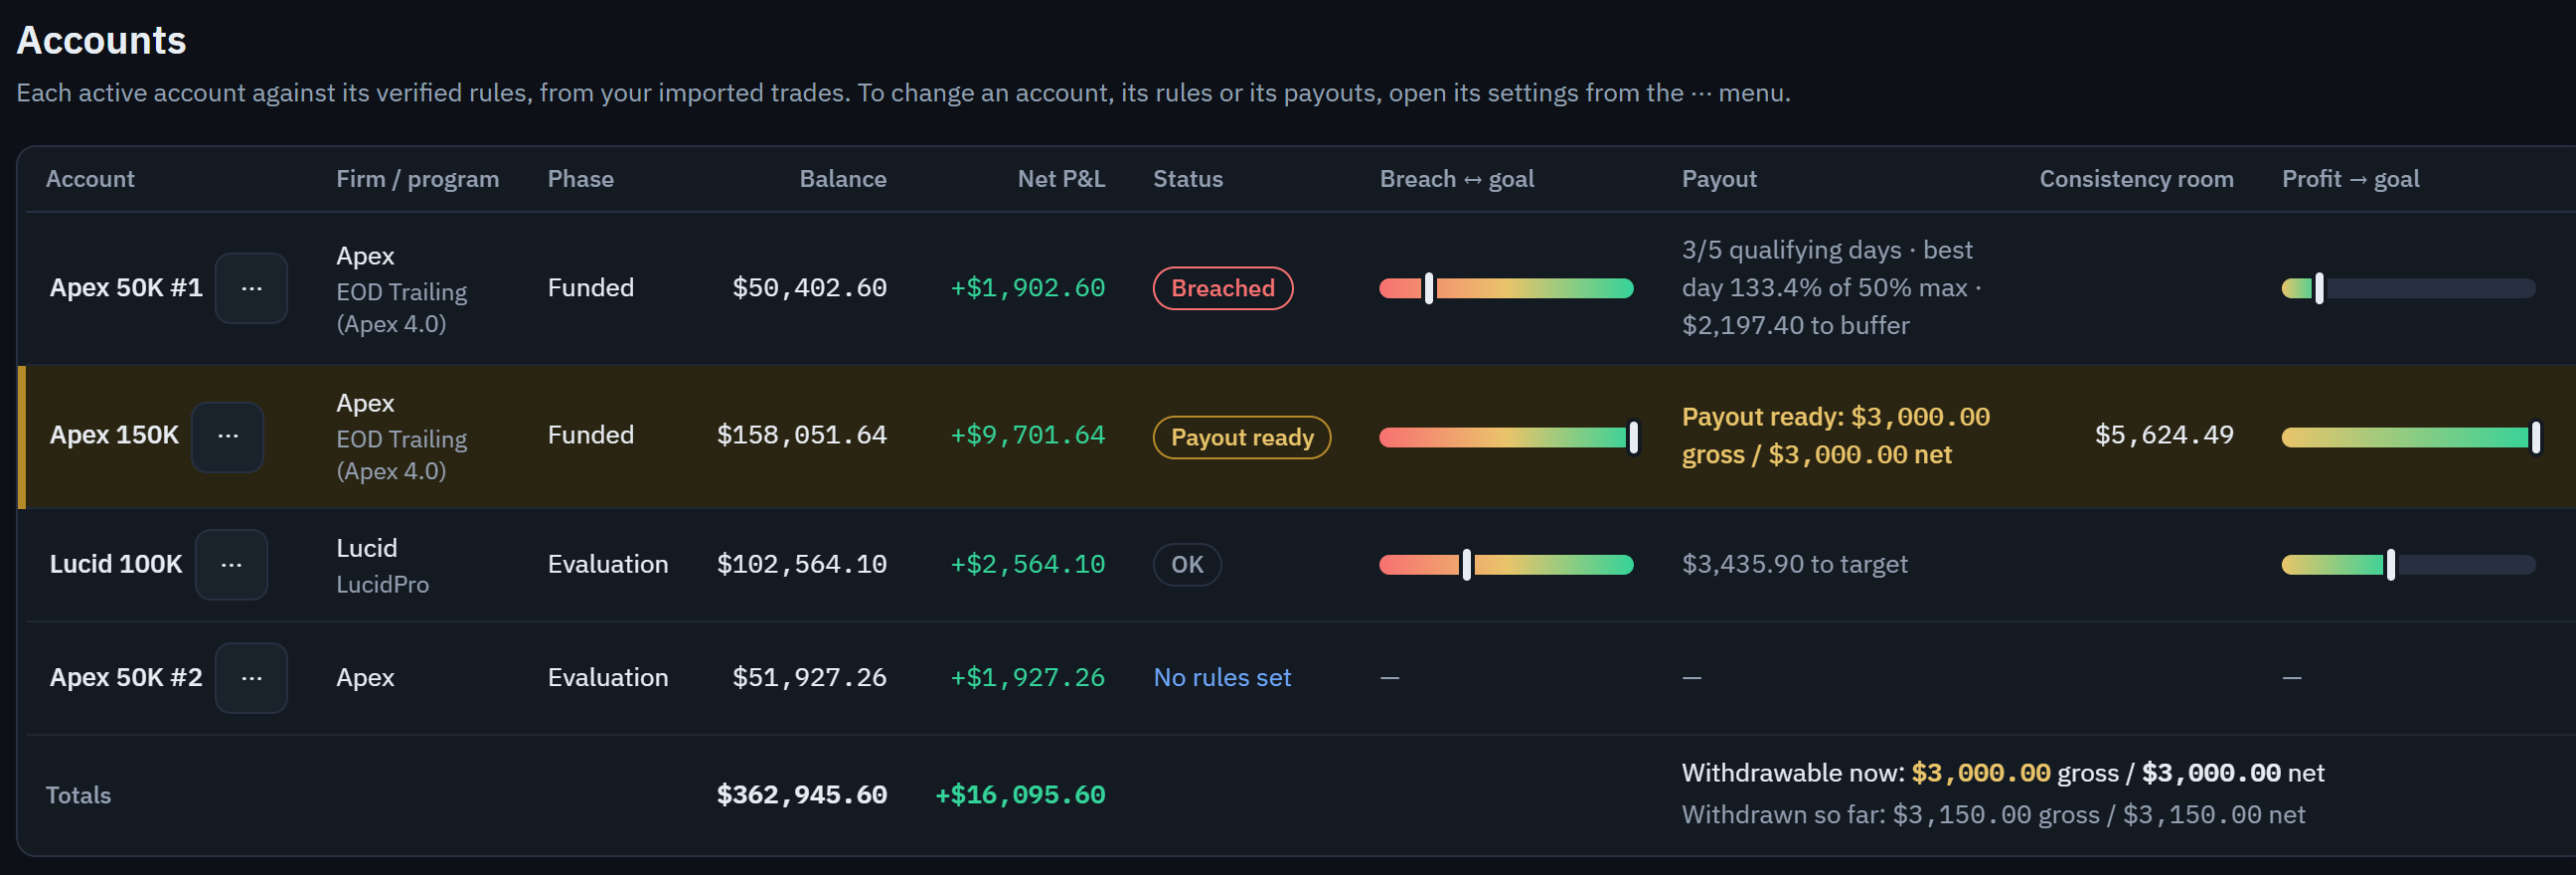 Accounts
Each active account against its verified rules, from your imported trades. To change an account, its rules or its payouts, open its settings from the ··· menu.
Account Firm / program Phase Balance Net P&L Status Breach ↔ goal Payout Consistency room Profit → goal
Apex 50K #1 ··· Apex
EOD Trailing
(Apex 4.0) Funded $50,402.60 +$1,902.60 Breached 3/5 qualifying days · best
day 133.4% of 50% max ·
$2,197.40 to buffer
Apex 150K ··· Apex
EOD Trailing
(Apex 4.0) Funded $158,051.64 +$9,701.64 Payout ready Payout ready: $3,000.00
gross / $3,000.00 net $5,624.49
Lucid 100K ··· Lucid
LucidPro Evaluation $102,564.10 +$2,564.10 OK $3,435.90 to target
Apex 50K #2 ··· Apex Evaluation $51,927.26 +$1,927.26 No rules set — — —
Totals $362,945.60 +$16,095.60 Withdrawable now: $3,000.00 gross / $3,000.00 net
Withdrawn so far: $3,150.00 gross / $3,150.00 net